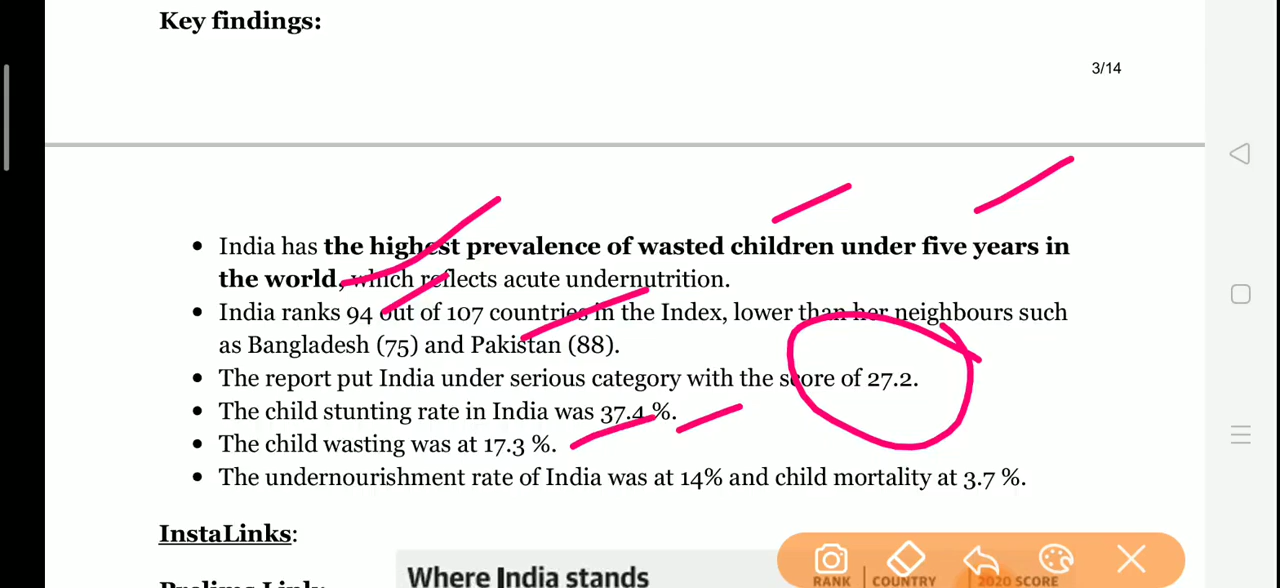 Key findings:
3/14
• India has the highest prevalence of wasted children under five years in
the world, which reflects acute undernutrition.
• India ranks 94 out of 107 countries in the Index, lower than her neighbours such
as Bangladesh (75) and Pakistan (88).
• The report put India under serious category with the score of 27.2.
• The child stunting rate in India was 37.4 %.
• The child wasting was at 17.3 %.
• The undernourishment rate of India was at 14% and child mortality at 3.7 %.
InstaLinks:
Prelims Link:
Where India stands
RANK | COUNTRY | 2020 SCORE